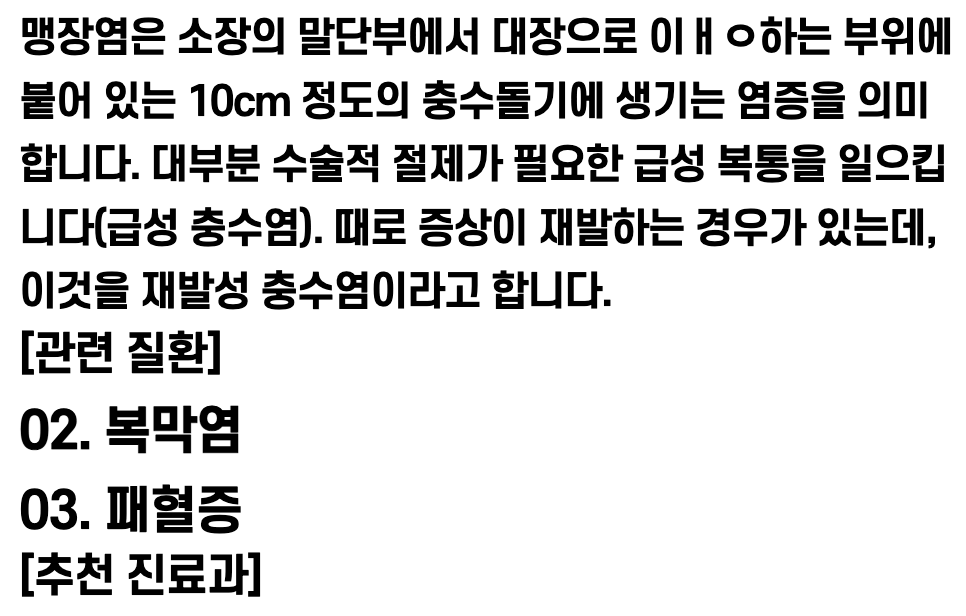 맹장염은 소장의 말단부에서 대장으로 이ㅐㅇ하는 부위에
붙어 있는 10cm 정도의 충수돌기에 생기는 염증을 의미
합니다. 대부분 수술적 절제가 필요한 급성 복통을 일으킵
니다(급성 충수염). 때로 증상이 재발하는 경우가 있는데,
이것을 재발성 충수염이라고 합니다.
[관련 질환]
02. 복막염
03. 패혈증
[추천 진료과]